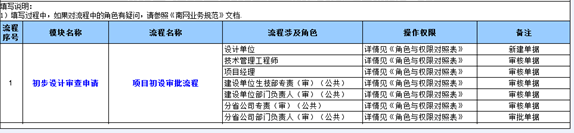 填写说明:
1）填写过程中，如果对流程中的角色有疑问，请参照《南网业务规范》文档.
流程序号 模块名称 流程名称 流程涉及角色 操作权限 备注
1 初步设计审查申请 项目初设审批流程
设计单位 详情见《角色与权限对照表》 新建单据
技术管理工程师 详情见《角色与权限对照表》 审核单据
项目经理 详情见《角色与权限对照表》 审核单据
建设单位生技部专责（审）（公共） 详情见《角色与权限对照表》 审核单据
建设单位部门负责人（审）（公共） 详情见《角色与权限对照表》 审核单据
分省公司专责（审）（公共） 详情见《角色与权限对照表》 审核单据
分省公司部门负责人（审）（公共） 详情见《角色与权限对照表》 审批单据